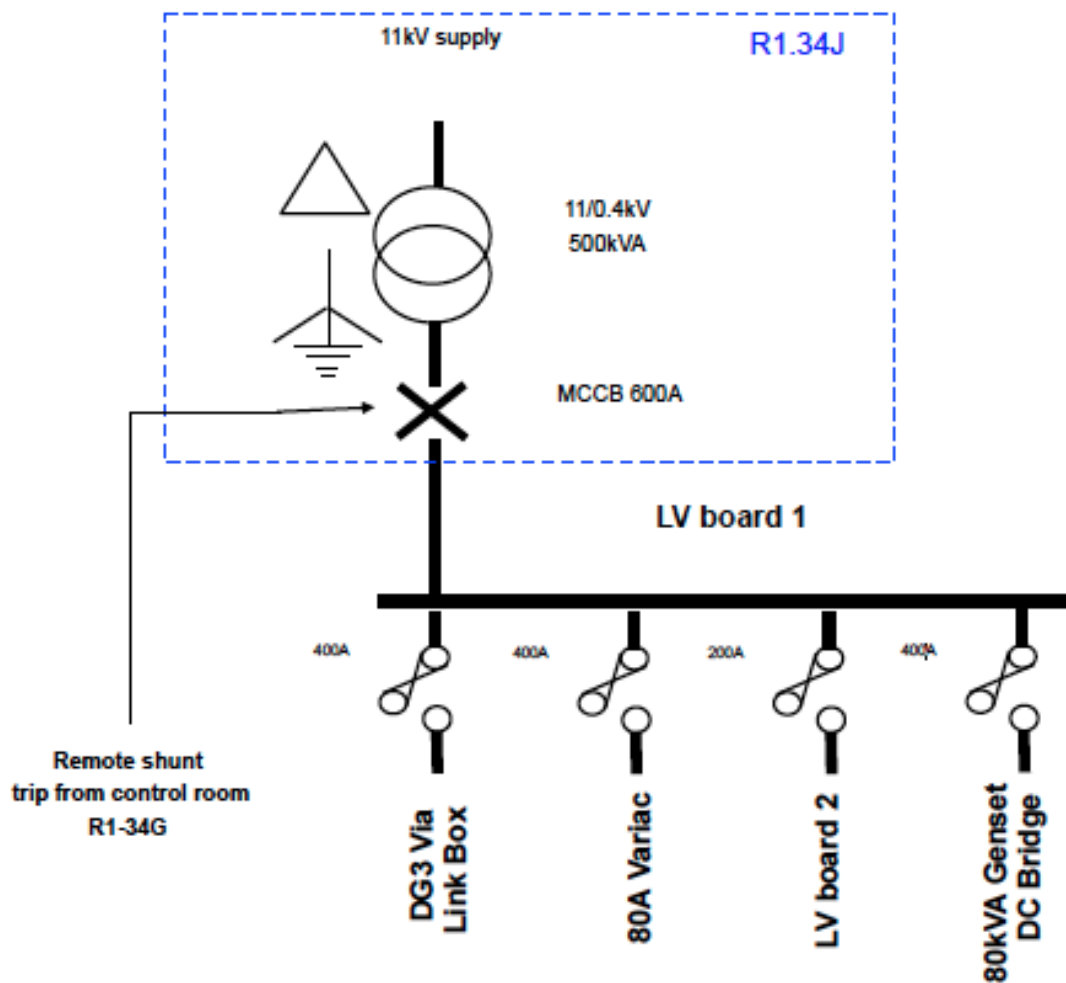 11kV supply
R1.34J
11/0.4kV
500kVA
MCCB 600A
LV board 1
400A
400A
200A
400A
Remote shunt
trip from control room
R1-34G
DG3 Via
Link Box
80A Variac
LV board 2
80kVA Genset
DC Bridge